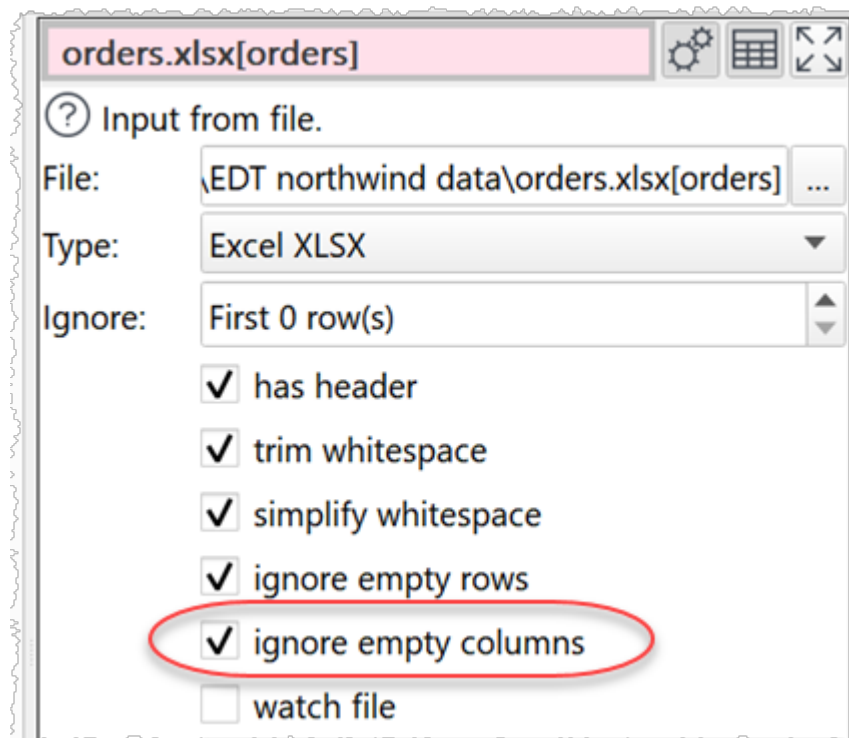 orders.xlsx[orders]
? Input from file.
File: \EDT northwind data\orders.xlsx[orders] ...
Type: Excel XLSX
Ignore: First 0 row(s)
has header
trim whitespace
simplify whitespace
ignore empty rows
ignore empty columns
watch file